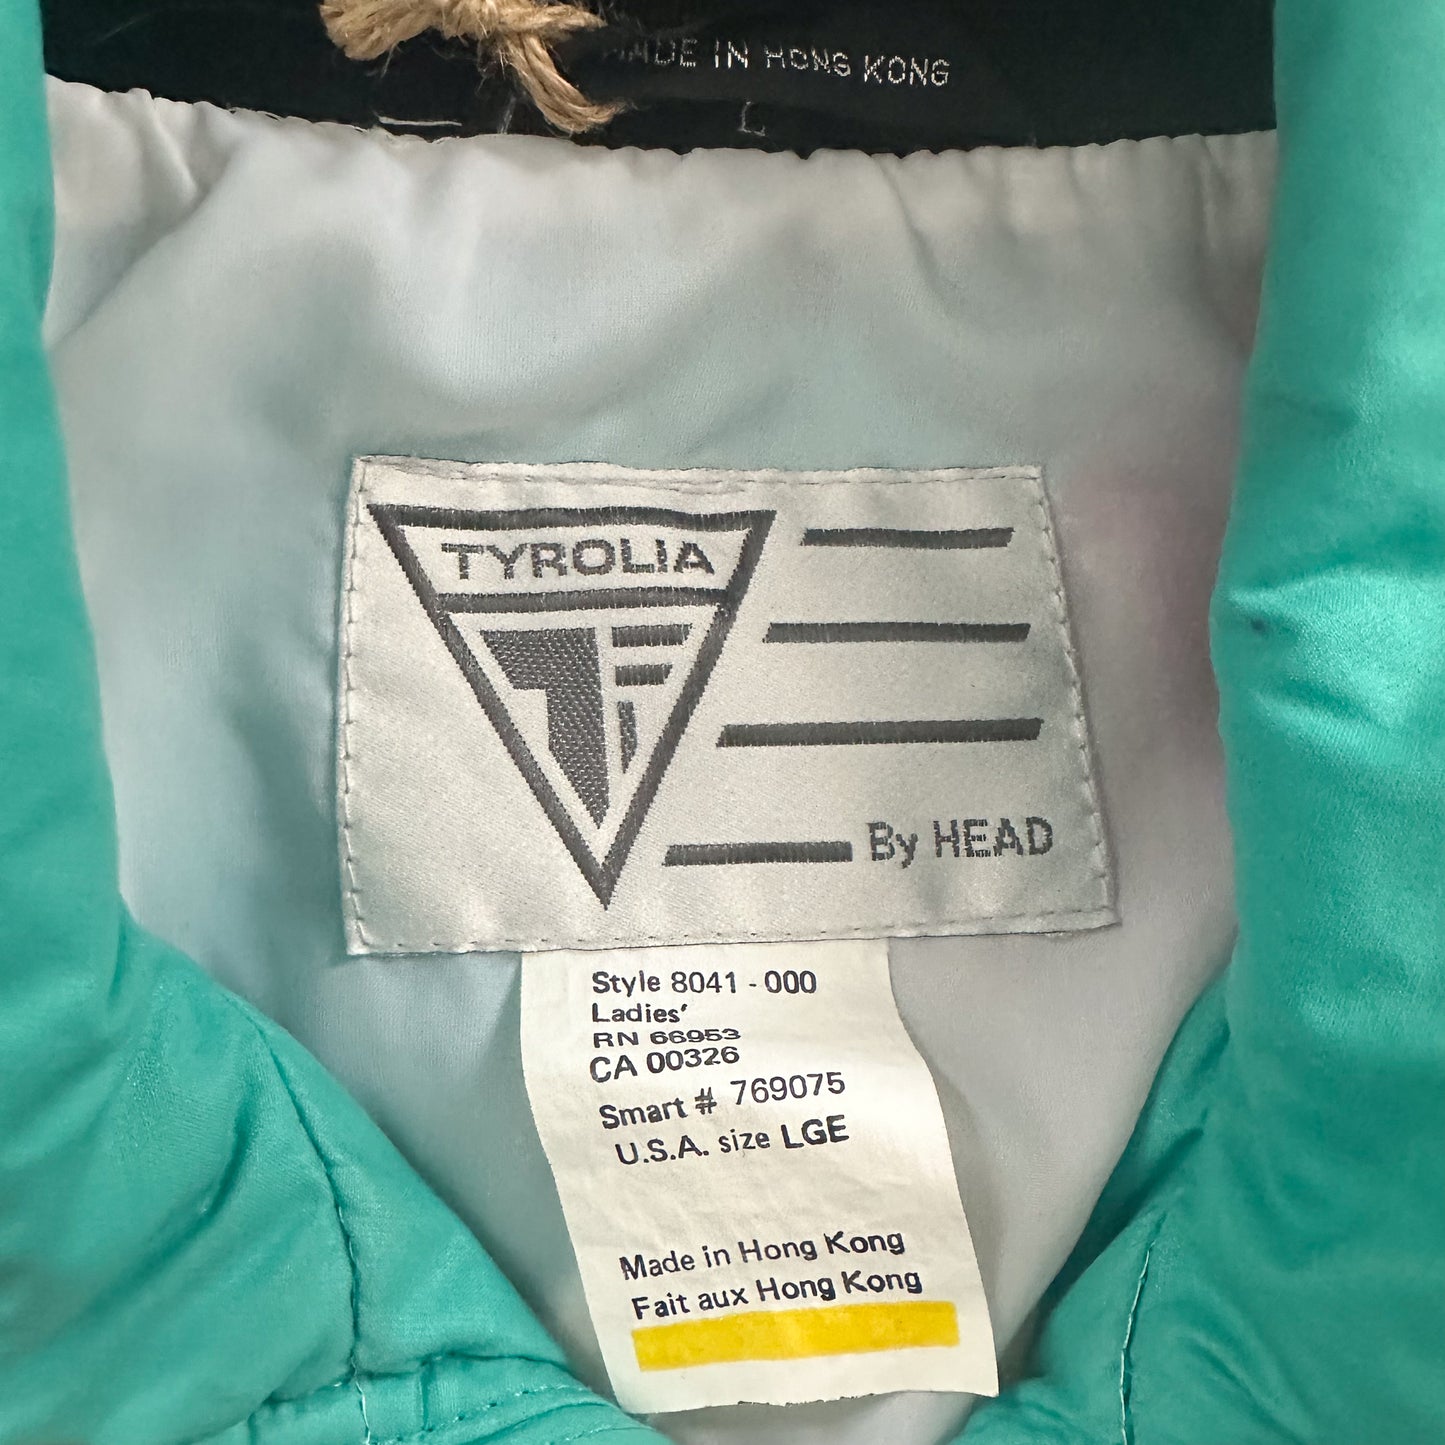 MADE IN HONG KONG
L
TYROLIA
By HEAD
Style 8041 - 000
Ladies'
RN 66953
CA 00326
Smart # 769075
U.S.A. size LGE
Made in Hong Kong
Fait aux Hong Kong